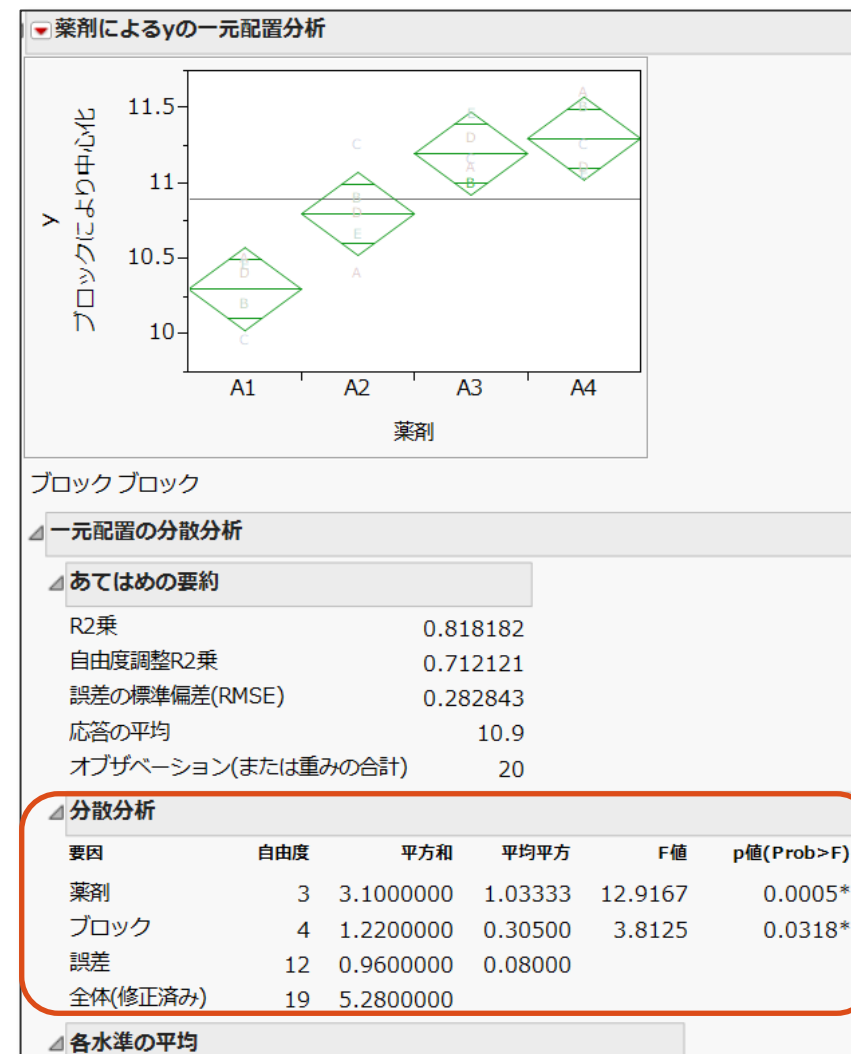 薬剤によるyの一元配置分析
y
ブロックにより中心化
11.5
11
10.5
10
A1 A2 A3 A4
薬剤
ブロック ブロック
一元配置の分散分析
あてはめの要約
R2乗 0.818182
自由度調整R2乗 0.712121
誤差の標準偏差(RMSE) 0.282843
応答の平均 10.9
オブザベーション(または重みの合計) 20
分散分析
要因 自由度 平方和 平均平方 F値 p値(Prob>F)
薬剤 3 3.1000000 1.03333 12.9167 0.0005*
ブロック 4 1.2200000 0.30500 3.8125 0.0318*
誤差 12 0.9600000 0.08000
全体(修正済み) 19 5.2800000
各水準の平均